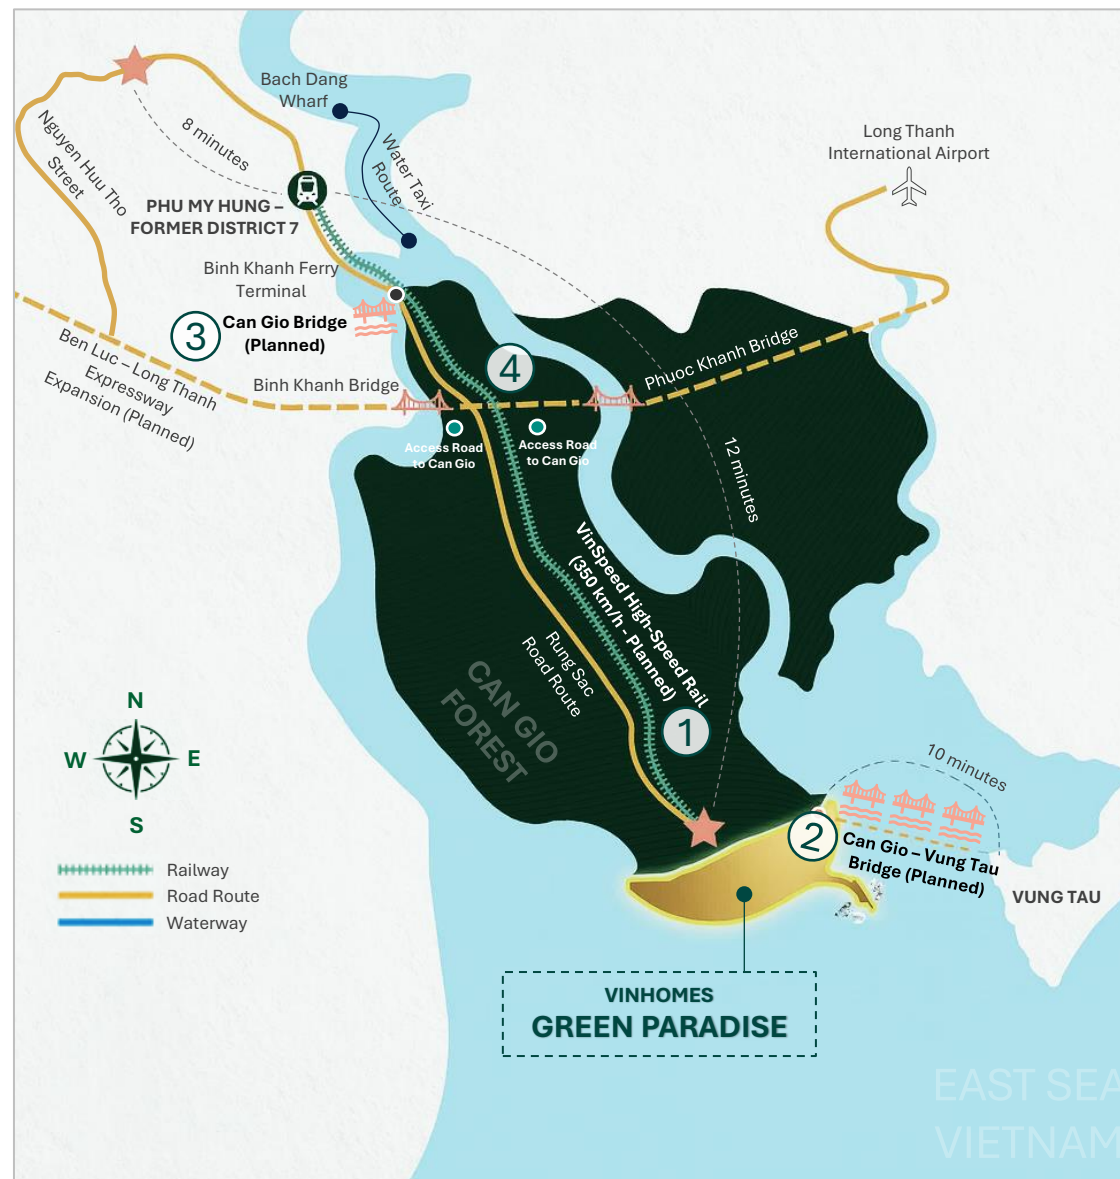 Bach Dang
Wharf
Water Taxi
Route
Long Thanh
International Airport
8 minutes
Nguyen Huu Tho
Street
PHU MY HUNG –
FORMER DISTRICT 7
Binh Khanh Ferry
Terminal
3
Can Gio Bridge
(Planned)
4
Ben Luc – Long Thanh
Expressway
Expansion (Planned)
Binh Khanh Bridge
Phuoc Khanh Bridge
Access Road
to Can Gio
Access Road
to Can Gio
12 minutes
VinSpeed High-Speed Rail
(350 km/h - Planned)
Rung Sac
Road Route
CAN GIO
FOREST
1
N
W
E
S
10 minutes
2
Can Gio – Vung Tau
Bridge (Planned)
VUNG TAU
Railway
Road Route
Waterway
VINHOMES
GREEN PARADISE
EAST SEA
VIETNAM